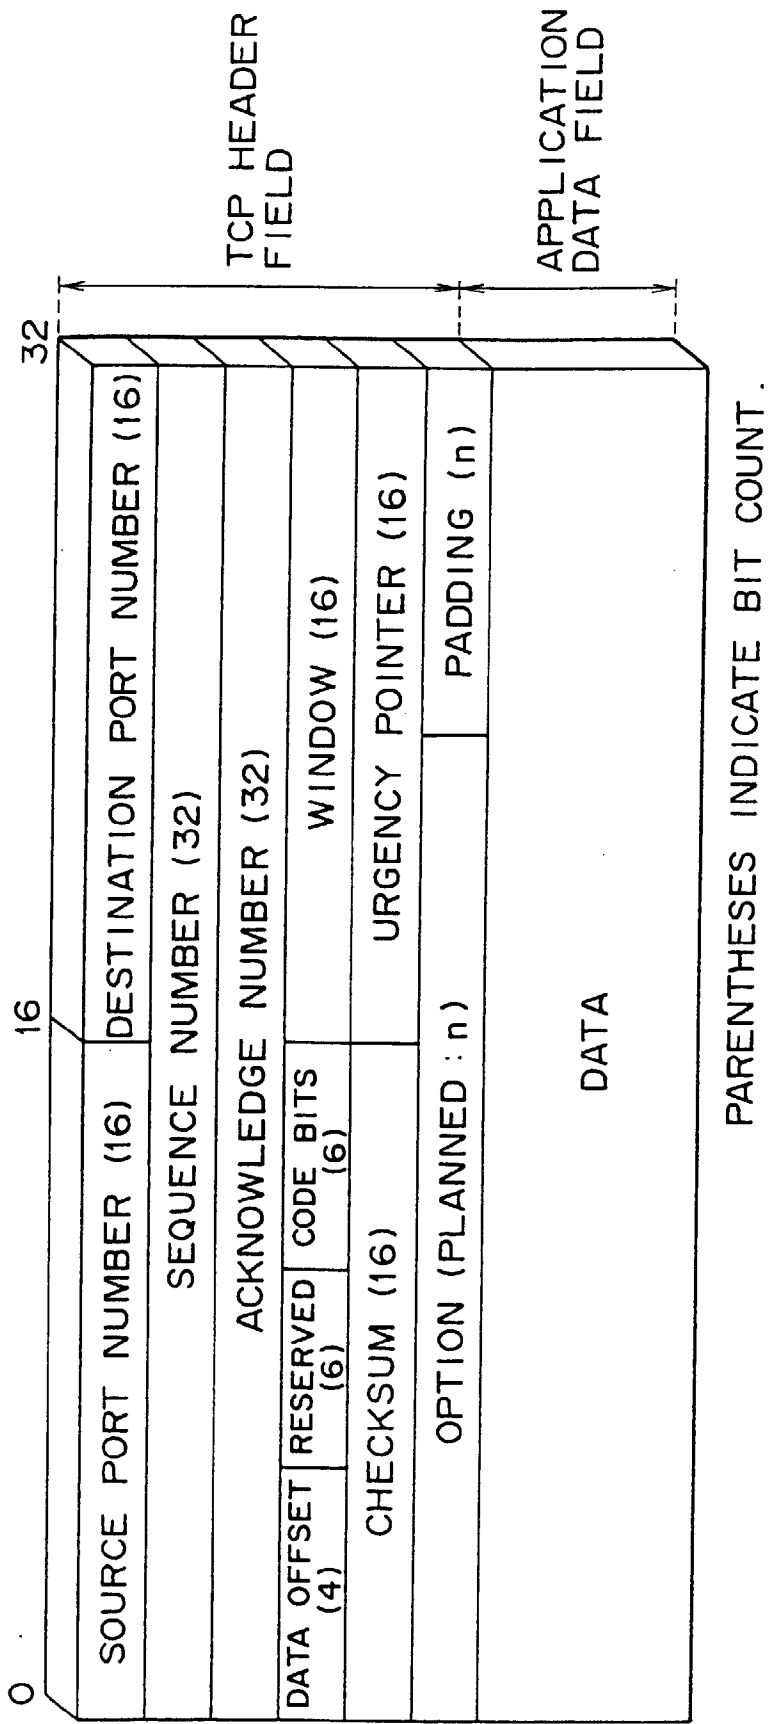 0
16
32
SOURCE PORT NUMBER (16)
DESTINATION PORT NUMBER (16)
SEQUENCE NUMBER (32)
ACKNOWLEDGE NUMBER (32)
DATA OFFSET
(4)
RESERVED
(6)
CODE BITS
(6)
WINDOW (16)
CHECKSUM (16)
URGENCY POINTER (16)
OPTION (PLANNED : n)
PADDING (n)
DATA
TCP HEADER
FIELD
APPLICATION
DATA FIELD
PARENTHESES INDICATE BIT COUNT.